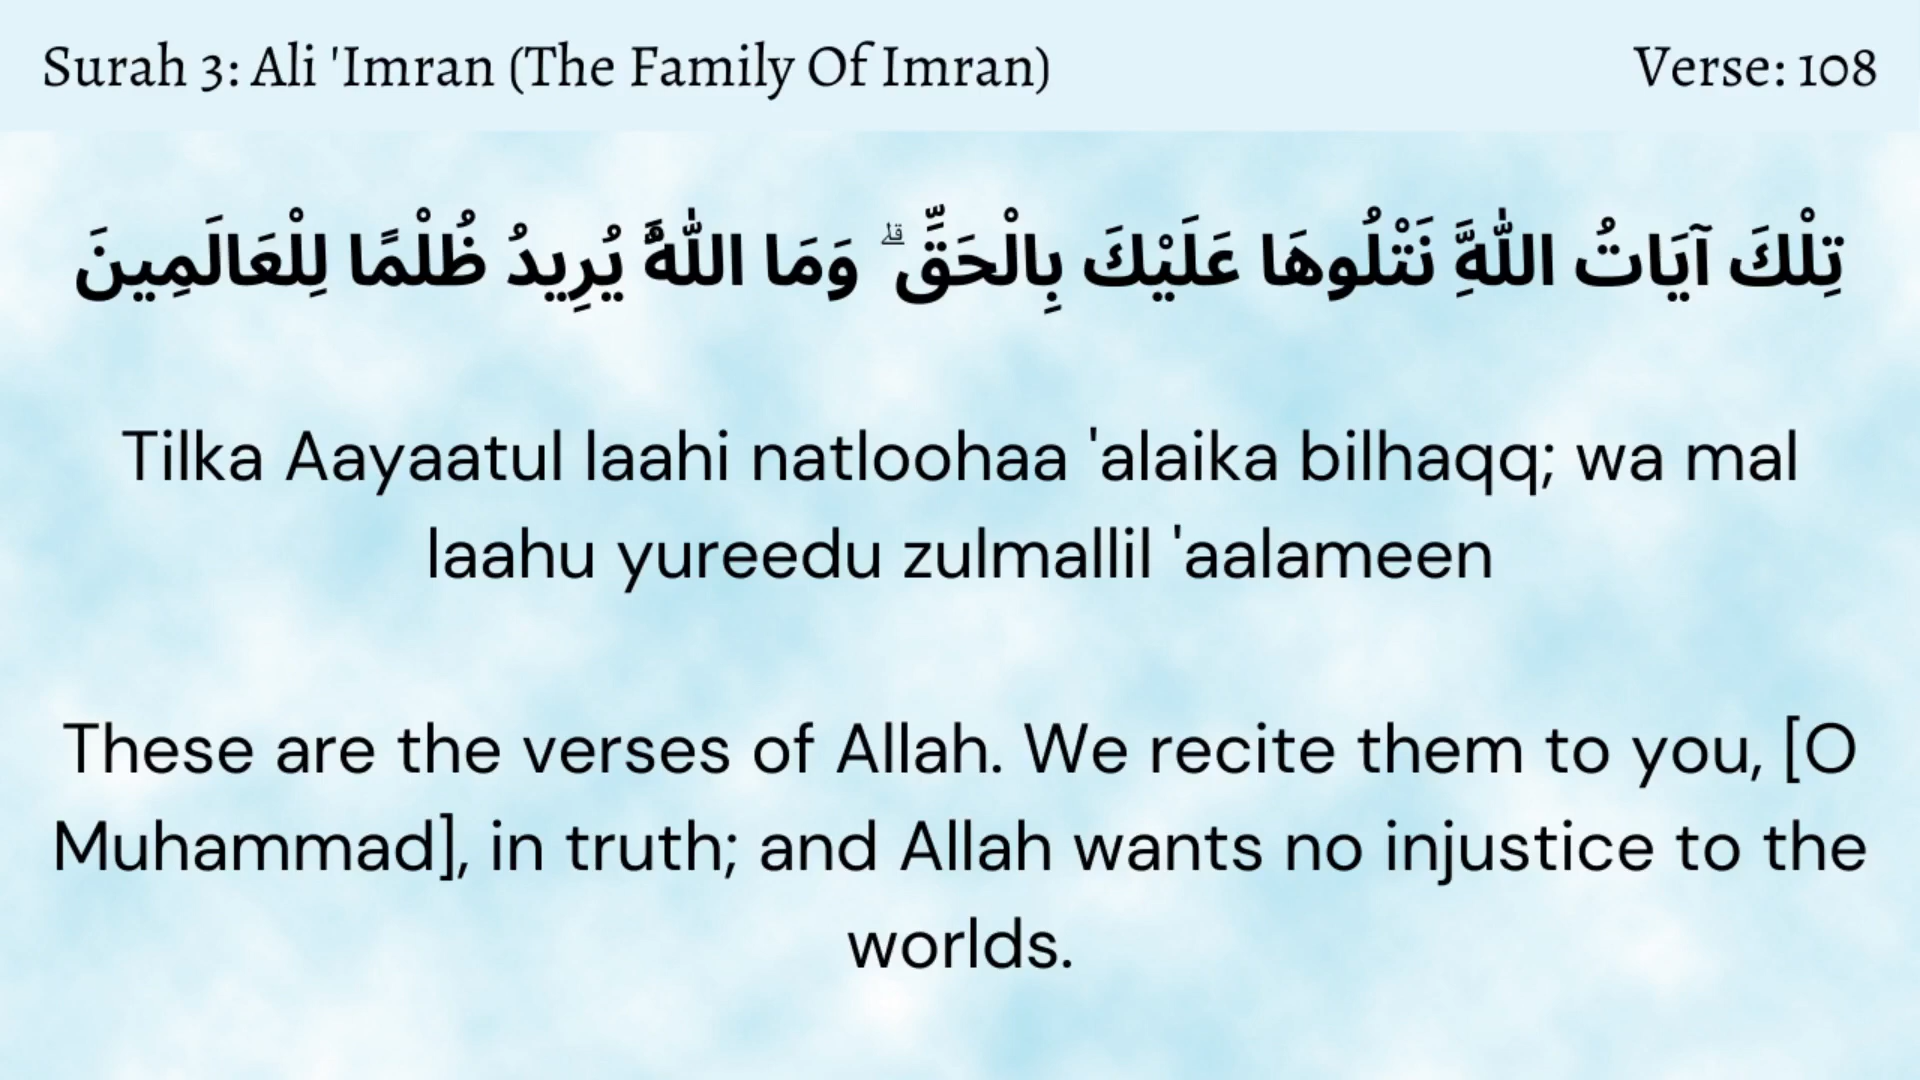 Surah 3: Ali 'Imran (The Family Of Imran)
Verse: 108
تِلْكَ آيَاتُ اللَّهِ نَتْلُوهَا عَلَيْكَ بِالْحَقِّ ۗ وَمَا اللَّهُ يُرِيدُ ظُلْمًا لِلْعَالَمِينَ
Tilka Aayaatul laahi natloohaa 'alaika bilhaqq; wa mal
laahu yureedu zulmallil 'aalameen
These are the verses of Allah. We recite them to you, [O
Muhammad], in truth; and Allah wants no injustice to the
worlds.